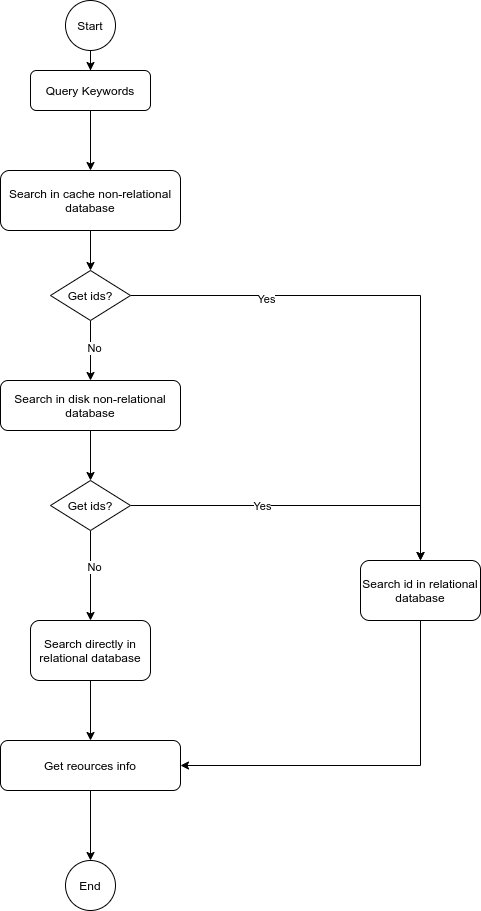 Start
Query Keywords
Search in cache non-relational
database
Get ids?
Yes
No
Search in disk non-relational
database
Get ids?
Yes
No
Search id in relational
database
Search directly in
relational database
Get reources info
End